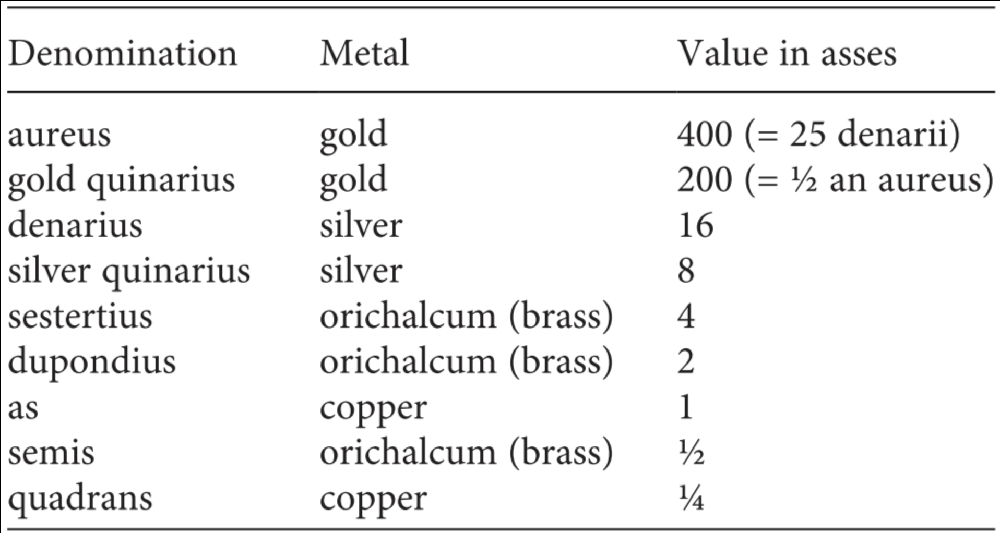 Denomination Metal Value in asses
aureus gold 400 (= 25 denarii)
gold quinarius gold 200 (= ½ an aureus)
denarius silver 16
silver quinarius silver 8
sestertius orichalcum (brass) 4
dupondius orichalcum (brass) 2
as copper 1
semis orichalcum (brass) ½
quadrans copper ¼